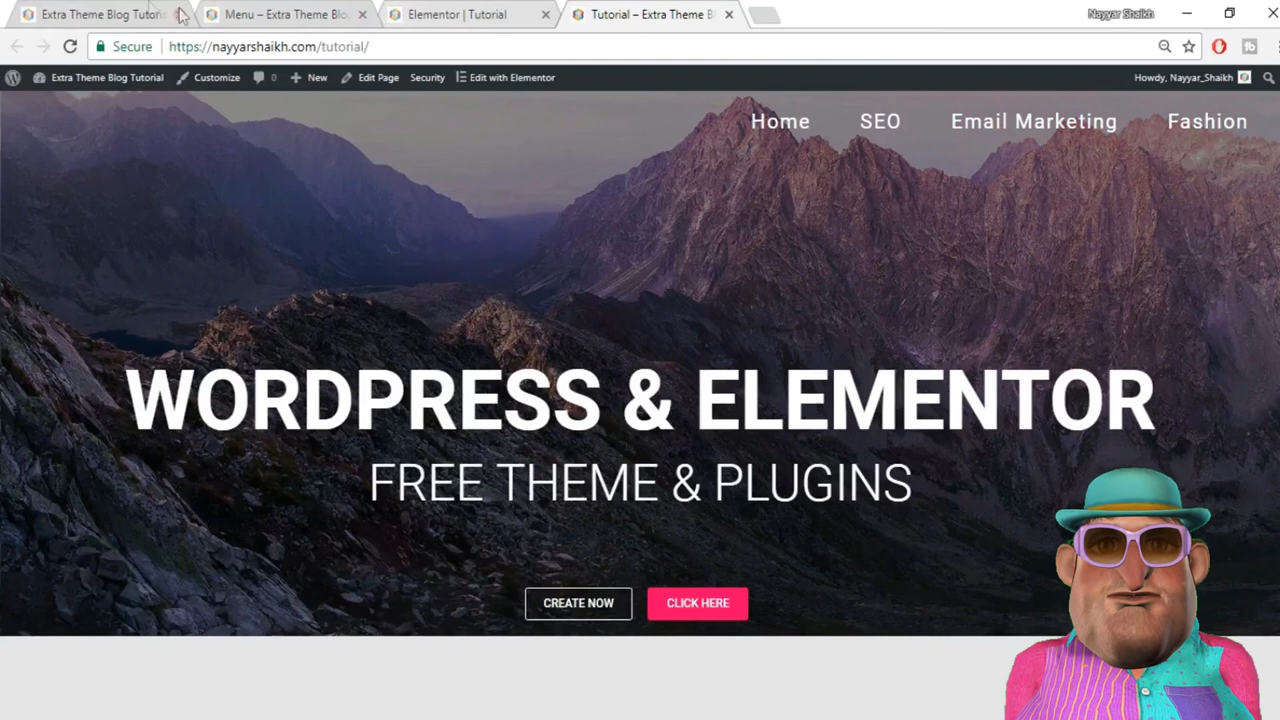 Extra Theme Blog Tutori
Menu – Extra Theme Blo
Elementor | Tutorial
Tutorial – Extra Theme B
Nayyar Shaikh
Secure
https://nayyarshaikh.com/tutorial/
Extra Theme Blog Tutorial
Customize
0
New
Edit Page
Security
Edit with Elementor
Howdy, Nayyar_Shaikh
Home
SEO
Email Marketing
Fashion
WORDPRESS & ELEMENTOR
FREE THEME & PLUGINS
CREATE NOW
CLICK HERE